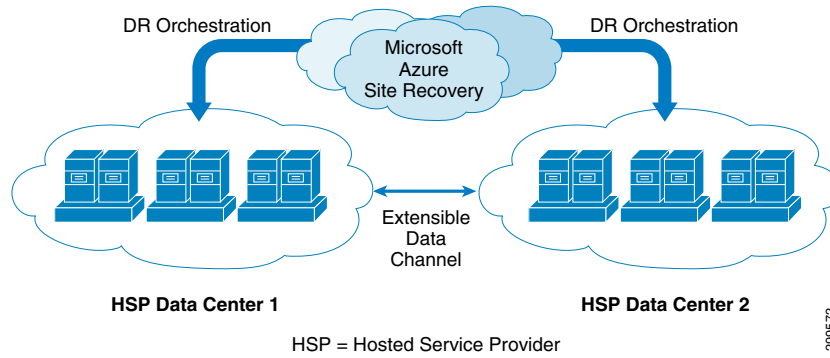 DR Orchestration
DR Orchestration
Microsoft
Azure
Site Recovery
Extensible
Data
Channel
HSP Data Center 1
HSP Data Center 2
HSP = Hosted Service Provider